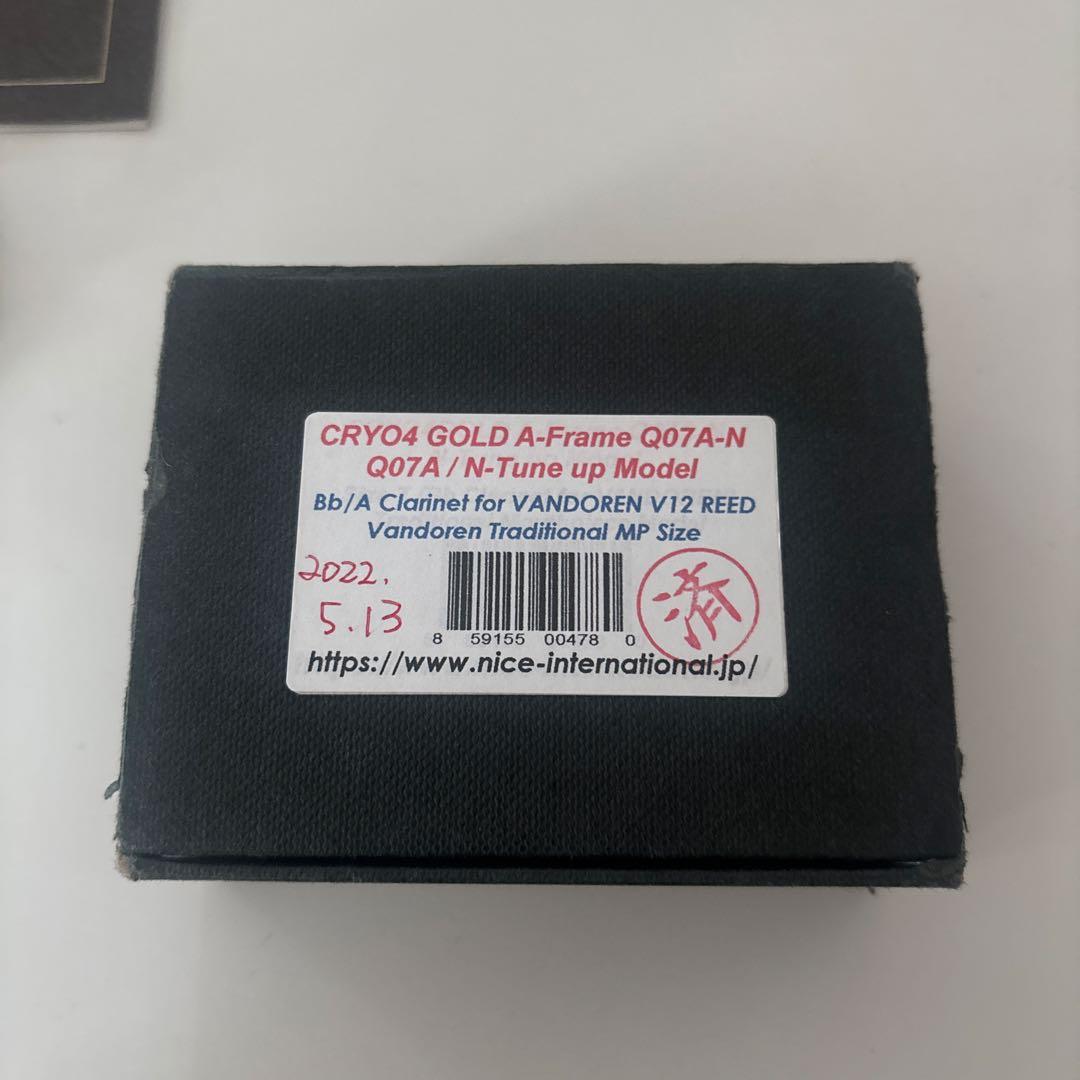 CRYO4 GOLD A-Frame Q07A-N
Q07A / N-Tune up Model
Bb/A Clarinet for VANDOREN V12 REED
Vandoren Traditional MP Size
2022.
5.13
済
8 59155 00478 0
https://www.nice-international.jp/